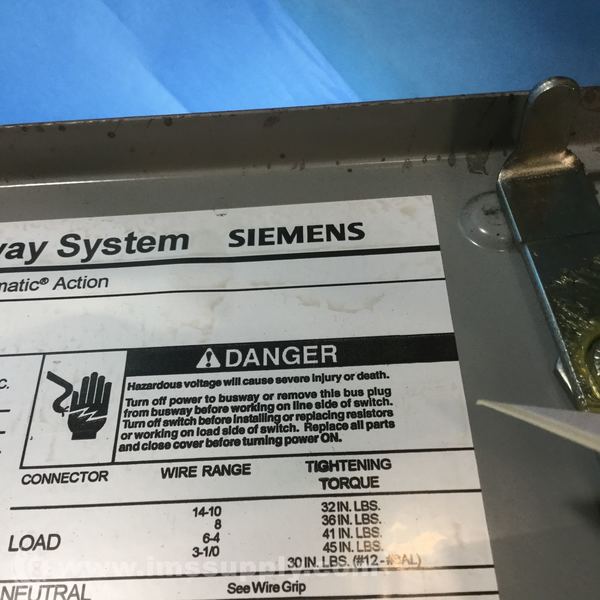 way System SIEMENS
matic® Action
C.
DANGER
Hazardous voltage will cause severe injury or death.
Turn off power to busway or remove this bus plug
from busway before working on line side of switch.
Turn off switch before installing or replacing resistors
or working on load side of switch. Replace all parts
and close cover before turning power ON.
CONNECTOR WIRE RANGE TIGHTENING
TORQUE
14-10 32 IN. LBS.
8 36 IN. LBS.
LOAD 6-4 41 IN. LBS.
3-1/0 45 IN. LBS.
30 IN. LBS.
NEUTRAL See Wire Grip
www.imssupply.com